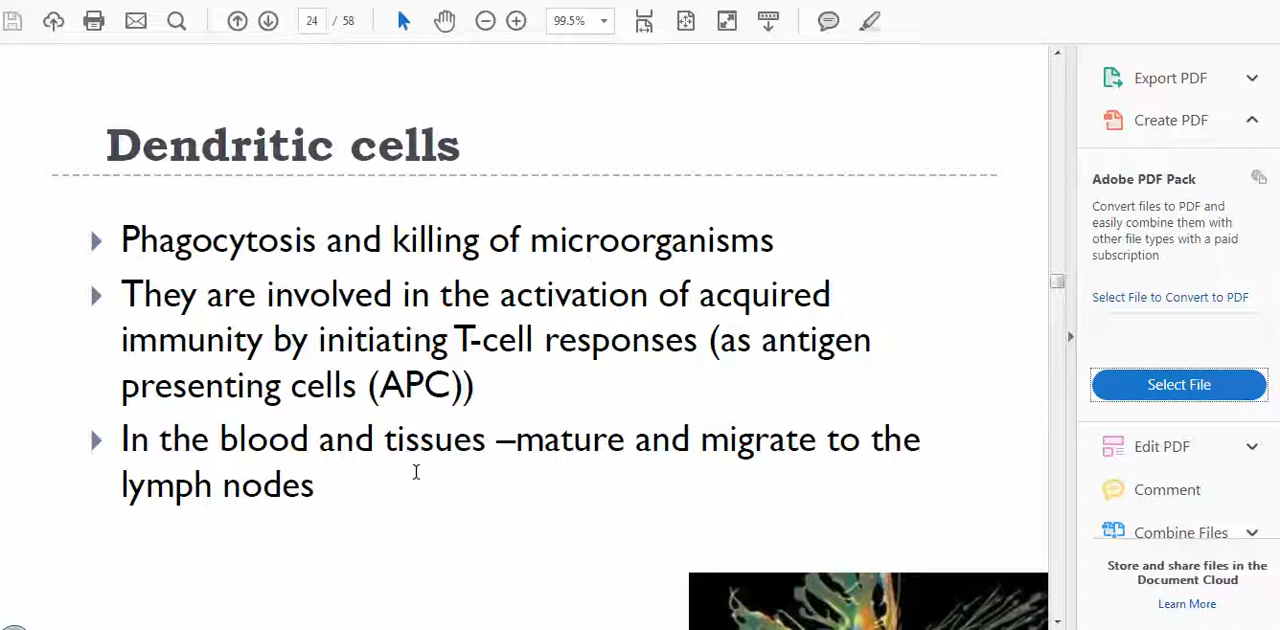 24 / 58
99.5%
Dendritic cells
Phagocytosis and killing of microorganisms
They are involved in the activation of acquired
immunity by initiating T-cell responses (as antigen
presenting cells (APC))
In the blood and tissues –mature and migrate to the
lymph nodes
Export PDF
Create PDF
Adobe PDF Pack
Convert files to PDF and
easily combine them with
other file types with a paid
subscription
Select File to Convert to PDF
Select File
Edit PDF
Comment
Combine Files
Store and share files in the
Document Cloud
Learn More